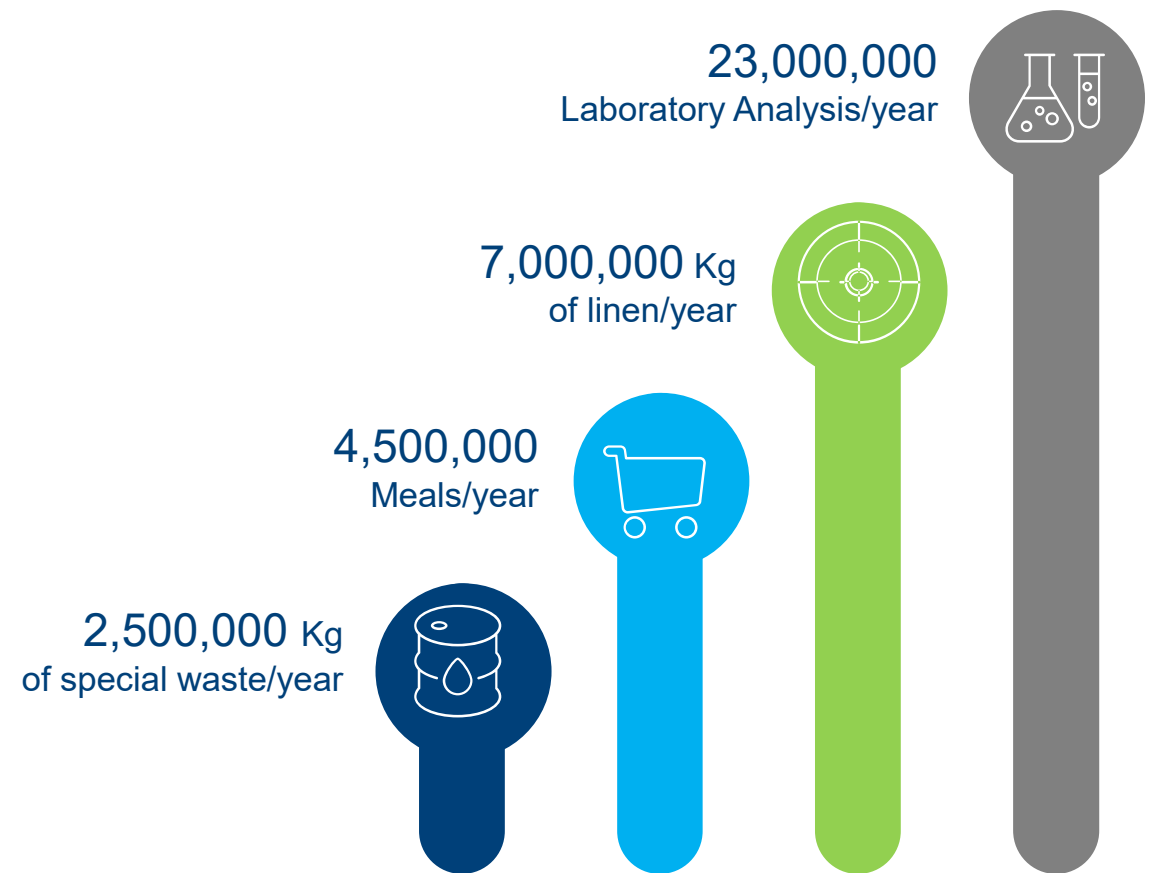 23,000,000
Laboratory Analysis/year
7,000,000 Kg
of linen/year
4,500,000
Meals/year
2,500,000 Kg
of special waste/year